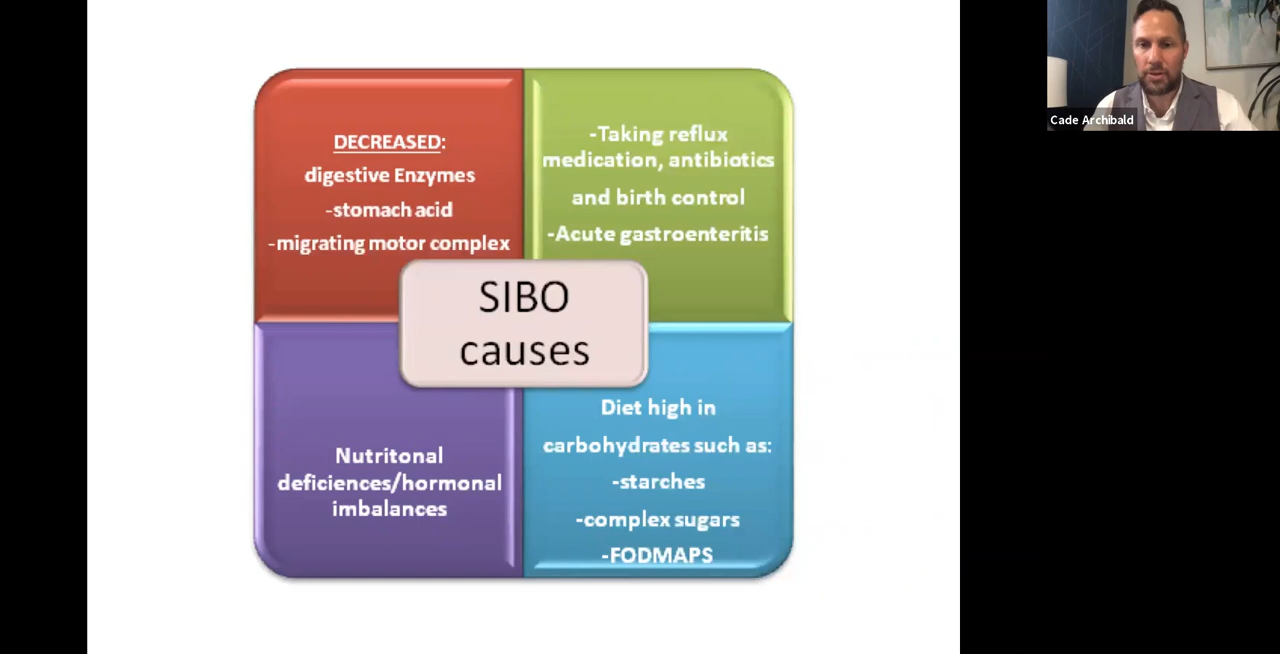 DECREASED:
digestive Enzymes
-stomach acid
-migrating motor complex
-Taking reflux
medication, antibiotics
and birth control
-Acute gastroenteritis
SIBO
causes
Nutritonal
deficiences/hormonal
imbalances
Diet high in
carbohydrates such as:
-starches
-complex sugars
-FODMAPS
Cade Archibald